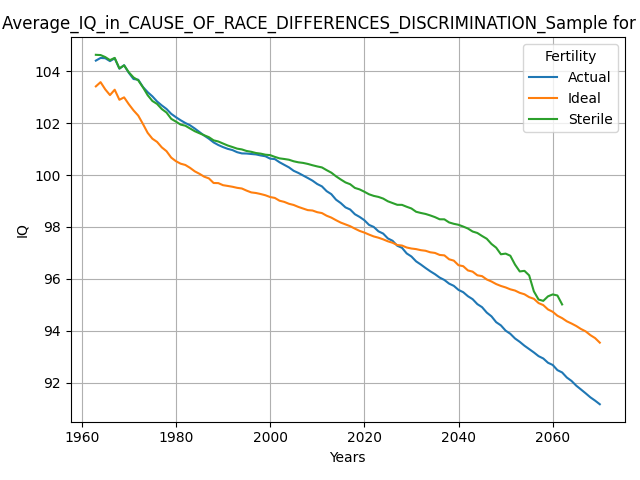 Average_IQ_in_CAUSE_OF_RACE_DIFFERENCES_DISCRIMINATION_Sample for
Fertility
Actual
Ideal
Sterile
104
102
100
98
96
94
92
IQ
1960 1980 2000 2020 2040 2060
Years